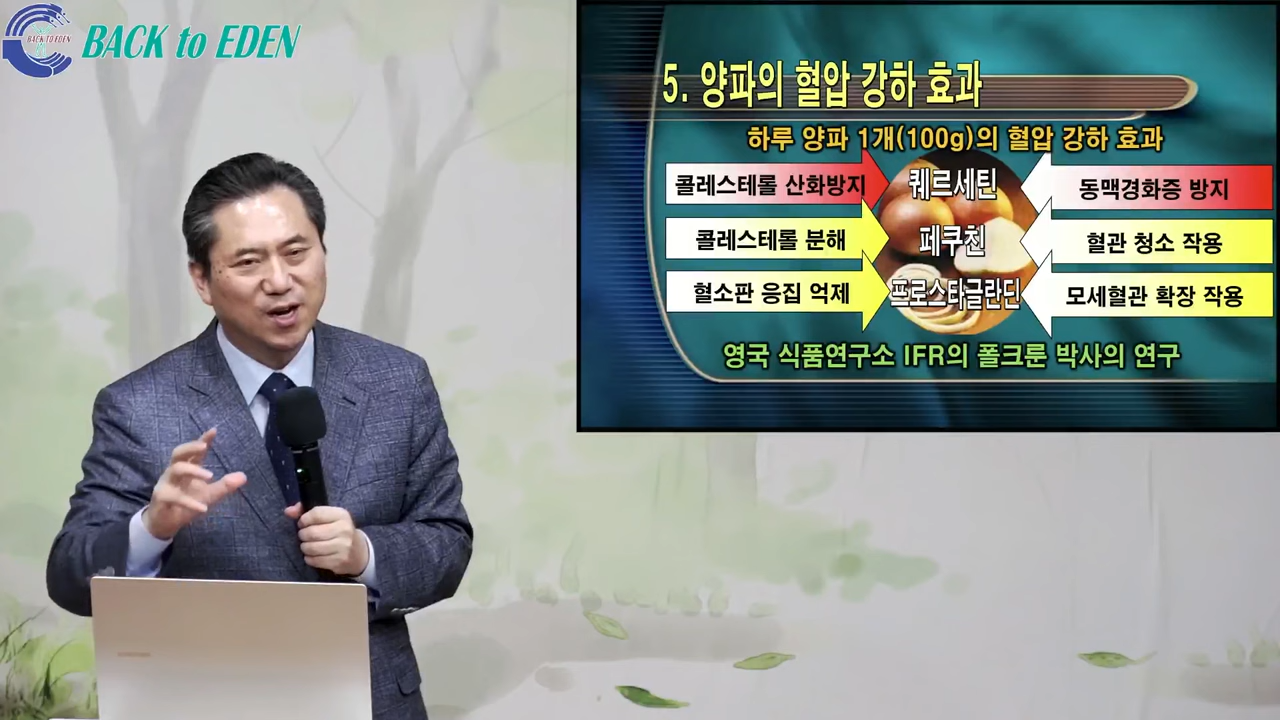 BACK TO EDEN
BACK to EDEN
5. 양파의 혈압 강하 효과
하루 양파 1개(100g)의 혈압 강하 효과
콜레스테롤 산화방지 퀘르세틴 동맥경화증 방지
콜레스테롤 분해 페쿠친 혈관 청소 작용
혈소판 응집 억제 프로스타글란딘 모세혈관 확장 작용
영국 식품연구소 IFR의 폴크룬 박사의 연구